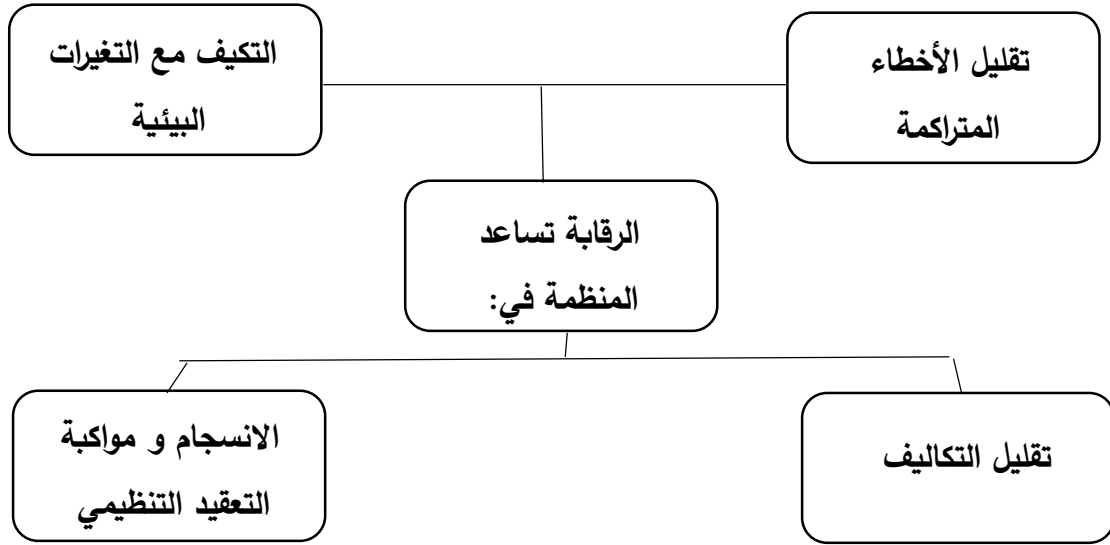 تقليل الأخطاء
المتراكمة
التكيف مع التغيرات
البيئية
الرقابة تساعد
المنظمة في:
تقليل التكاليف
الانسجام و مواكبة
التعقيد التنظيمي